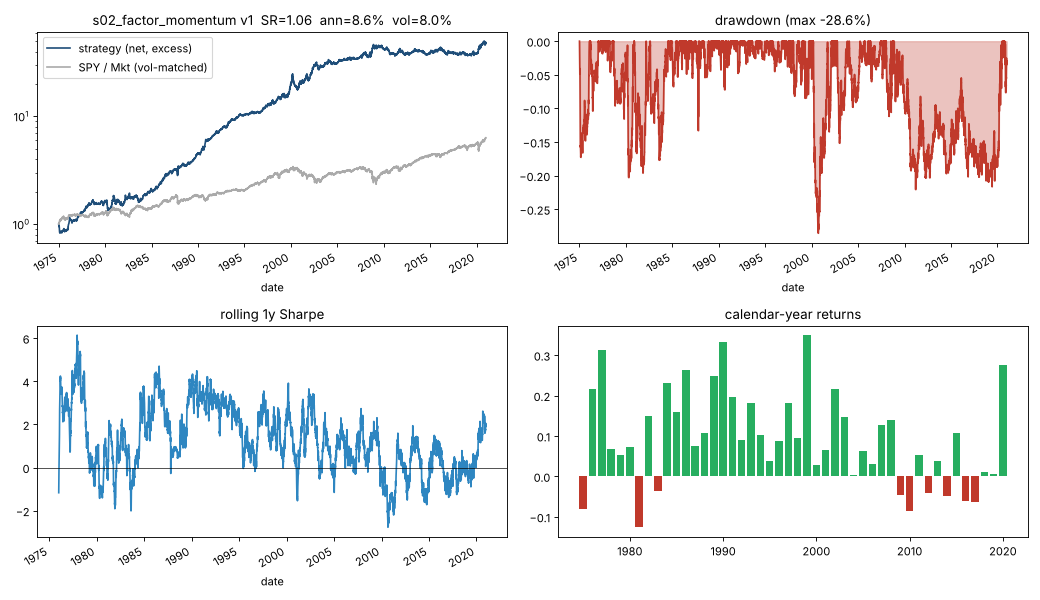 s02_factor_momentum v1  SR=1.06  ann=8.6%  vol=8.0%
strategy (net, excess)
SPY / Mkt (vol-matched)
10¹
10⁰
1975 1980 1985 1990 1995 2000 2005 2010 2015 2020
date
drawdown (max -28.6%)
0.00
−0.05
−0.10
−0.15
−0.20
−0.25
1975 1980 1985 1990 1995 2000 2005 2010 2015 2020
date
rolling 1y Sharpe
6
4
2
0
−2
1975 1980 1985 1990 1995 2000 2005 2010 2015 2020
date
calendar-year returns
0.3
0.2
0.1
0.0
−0.1
1980 1990 2000 2010 2020